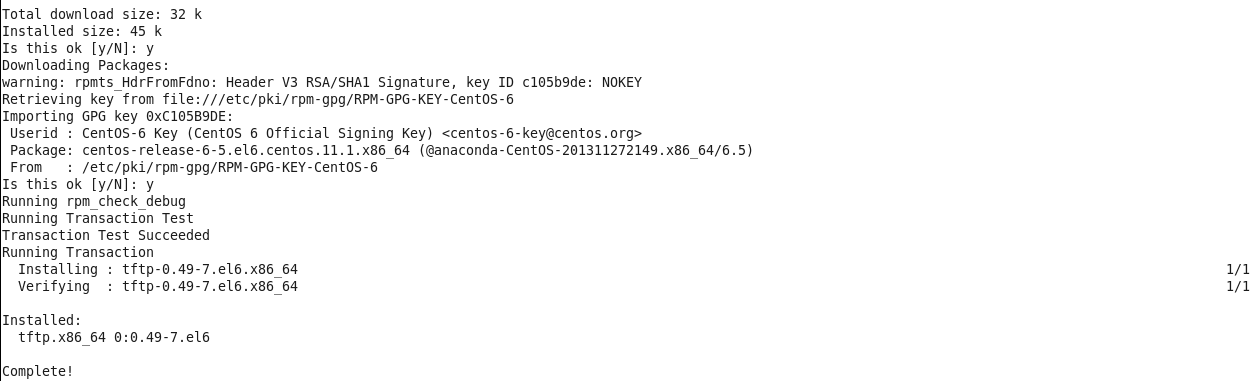 Total download size: 32 k
Installed size: 45 k
Is this ok [y/N]: y
Downloading Packages:
warning: rpmts_HdrFromFdno: Header V3 RSA/SHA1 Signature, key ID c105b9de: NOKEY
Retrieving key from file:///etc/pki/rpm-gpg/RPM-GPG-KEY-CentOS-6
Importing GPG key 0xC105B9DE:
 Userid : CentOS-6 Key (CentOS 6 Official Signing Key) <centos-6-key@centos.org>
 Package: centos-release-6-5.el6.centos.11.1.x86_64 (@anaconda-CentOS-201311272149.x86_64/6.5)
 From   : /etc/pki/rpm-gpg/RPM-GPG-KEY-CentOS-6
Is this ok [y/N]: y
Running rpm_check_debug
Running Transaction Test
Transaction Test Succeeded
Running Transaction
  Installing : tftp-0.49-7.el6.x86_64 1/1
  Verifying  : tftp-0.49-7.el6.x86_64 1/1
Installed:
  tftp.x86_64 0:0.49-7.el6
Complete!